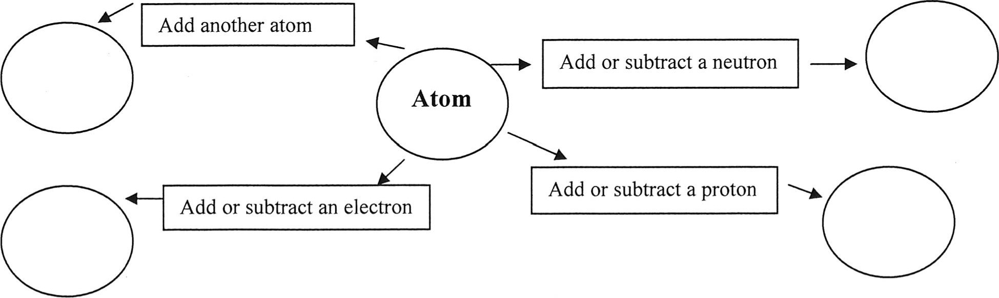 Add another atom
Add or subtract a neutron
Atom
Add or subtract a proton
Add or subtract an electron